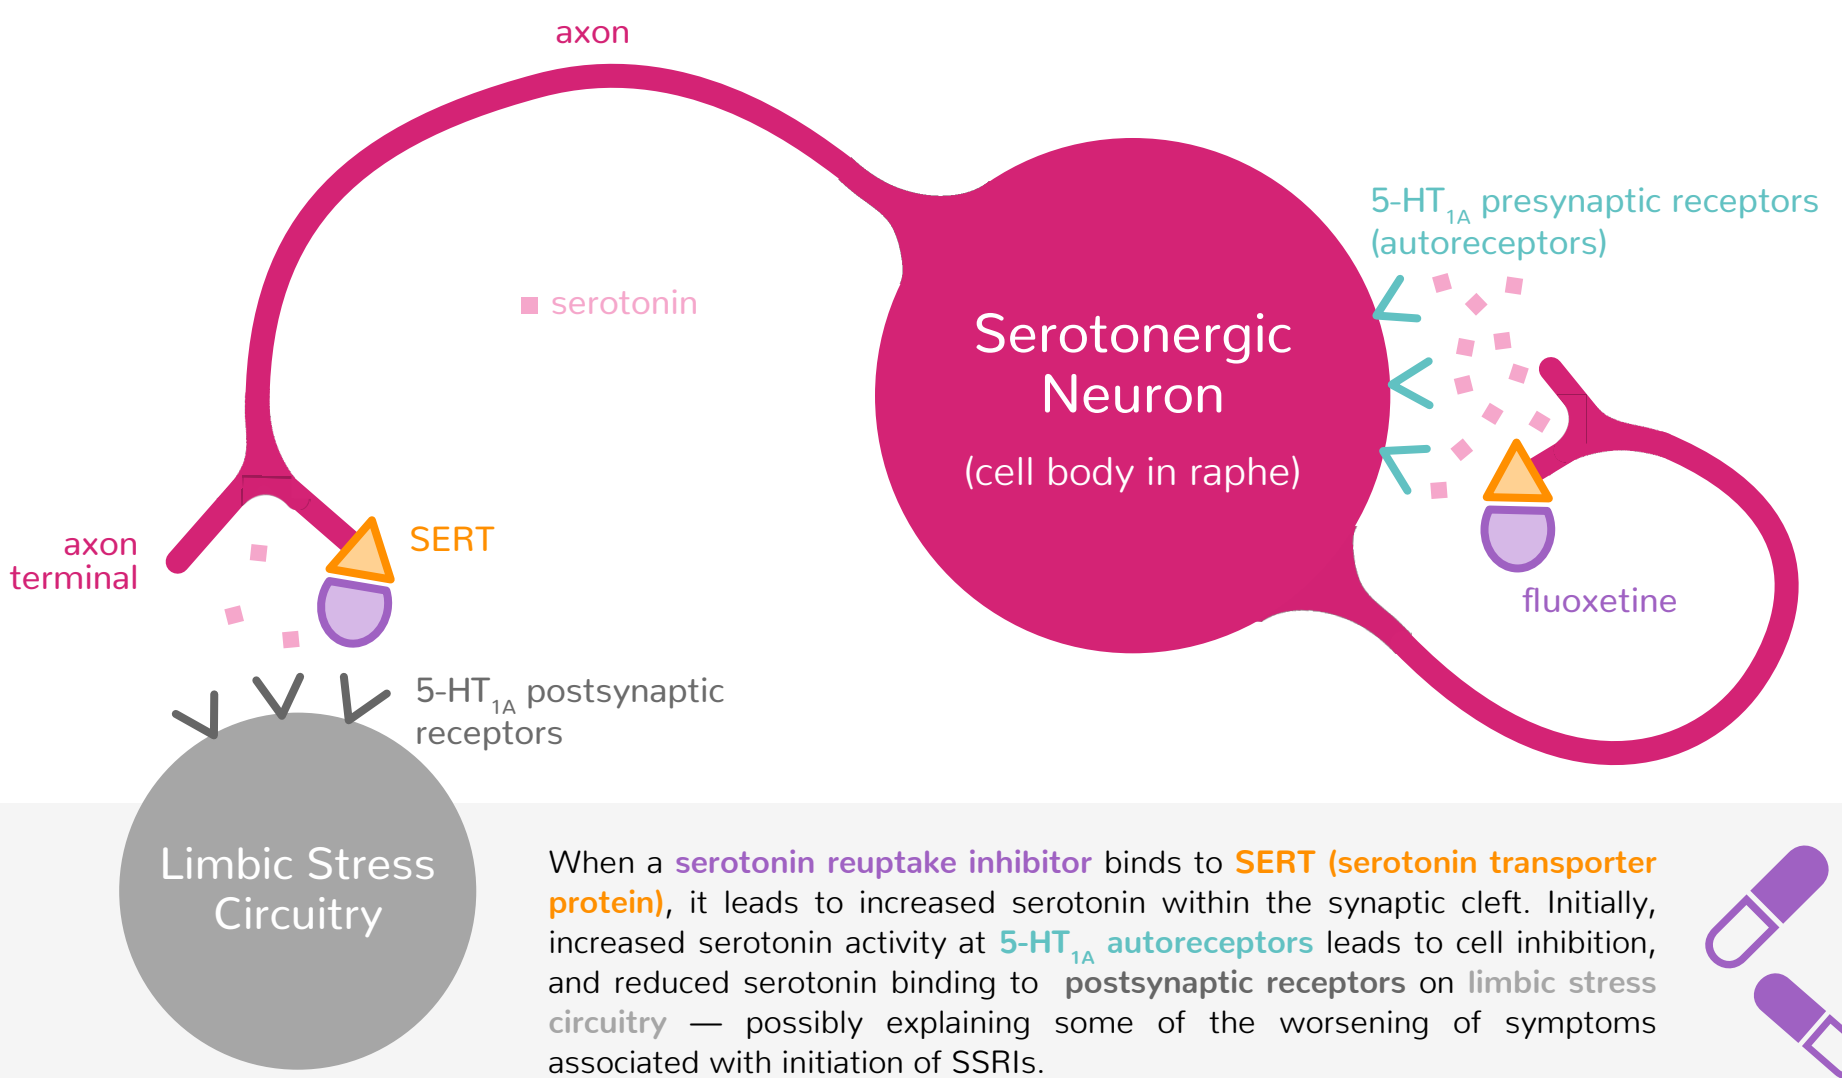 axon
5-HT1A presynaptic receptors
(autoreceptors)
serotonin
Serotonergic
Neuron
(cell body in raphe)
SERT
axon
terminal
fluoxetine
5-HT1A postsynaptic
receptors
Limbic Stress
Circuitry
When a serotonin reuptake inhibitor binds to SERT (serotonin transporter
protein), it leads to increased serotonin within the synaptic cleft. Initially,
increased serotonin activity at 5-HT1A autoreceptors leads to cell inhibition,
and reduced serotonin binding to postsynaptic receptors on limbic stress
circuitry — possibly explaining some of the worsening of symptoms
associated with initiation of SSRIs.